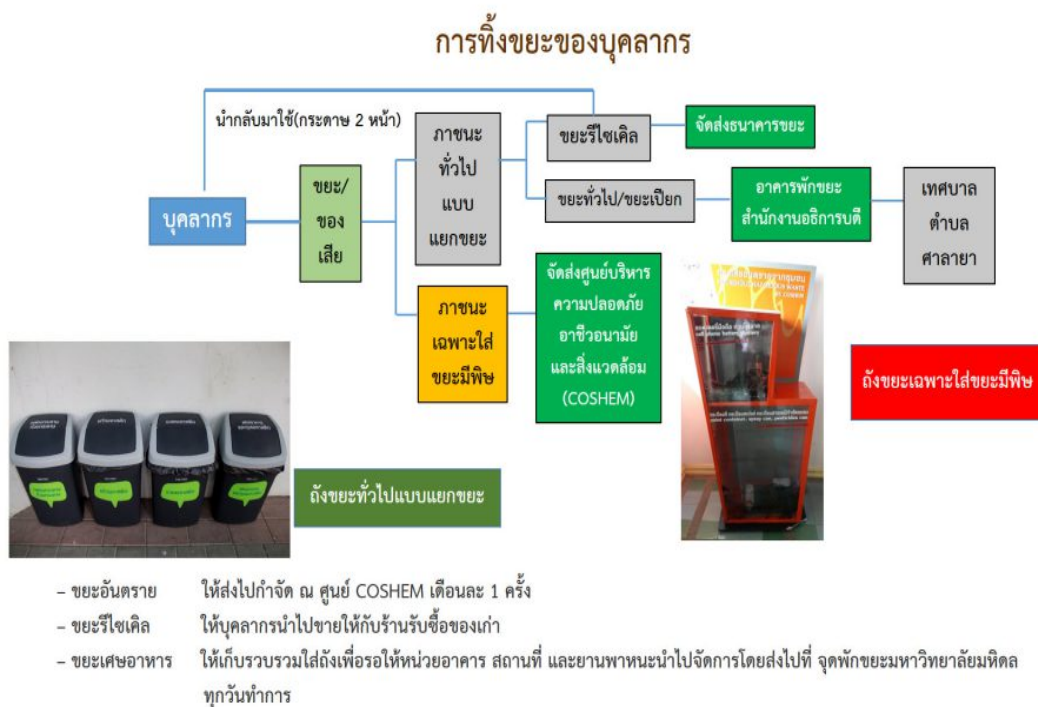 การทิ้งขยะของบุคลากร
นำกลับมาใช้(กระดาษ 2 หน้า)
บุคลากร
ขยะ/
ของ
เสีย
ภาชนะ
ทั่วไป
แบบ
แยกขยะ
ขยะรีไซเคิล
จัดส่งธนาคารขยะ
ขยะทั่วไป/ขยะเปียก
อาคารพักขยะ
สำนักงานอธิการบดี
เทศบาล
ตำบล
ศาลายา
ภาชนะ
เฉพาะใส่
ขยะมีพิษ
จัดส่งศูนย์บริหาร
ความปลอดภัย
อาชีวอนามัย
และสิ่งแวดล้อม
(COSHEM)
ถังขยะเฉพาะใส่ขยะมีพิษ
ถังขยะทั่วไปแบบแยกขยะ
– ขยะอันตราย ให้ส่งไปกำจัด ณ ศูนย์ COSHEM เดือนละ 1 ครั้ง
– ขยะรีไซเคิล ให้บุคลากรนำไปขายให้กับร้านรับซื้อของเก่า
– ขยะเศษอาหาร ให้เก็บรวบรวมใส่ถังเพื่อรอให้หน่วยอาคาร สถานที่ และยานพาหนะนำไปจัดการโดยส่งไปที่ จุดพักขยะมหาวิทยาลัยมหิดล
ทุกวันทำการ